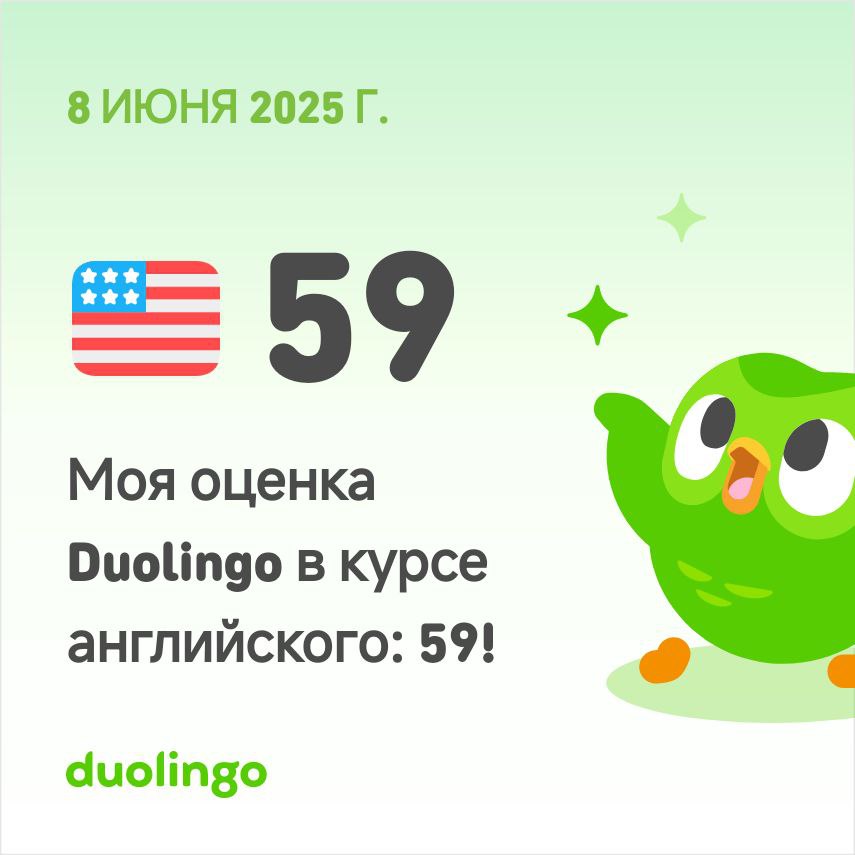 8 ИЮНЯ 2025 Г.
59
Моя оценка
Duolingo в курсе
английского: 59!
duolingo